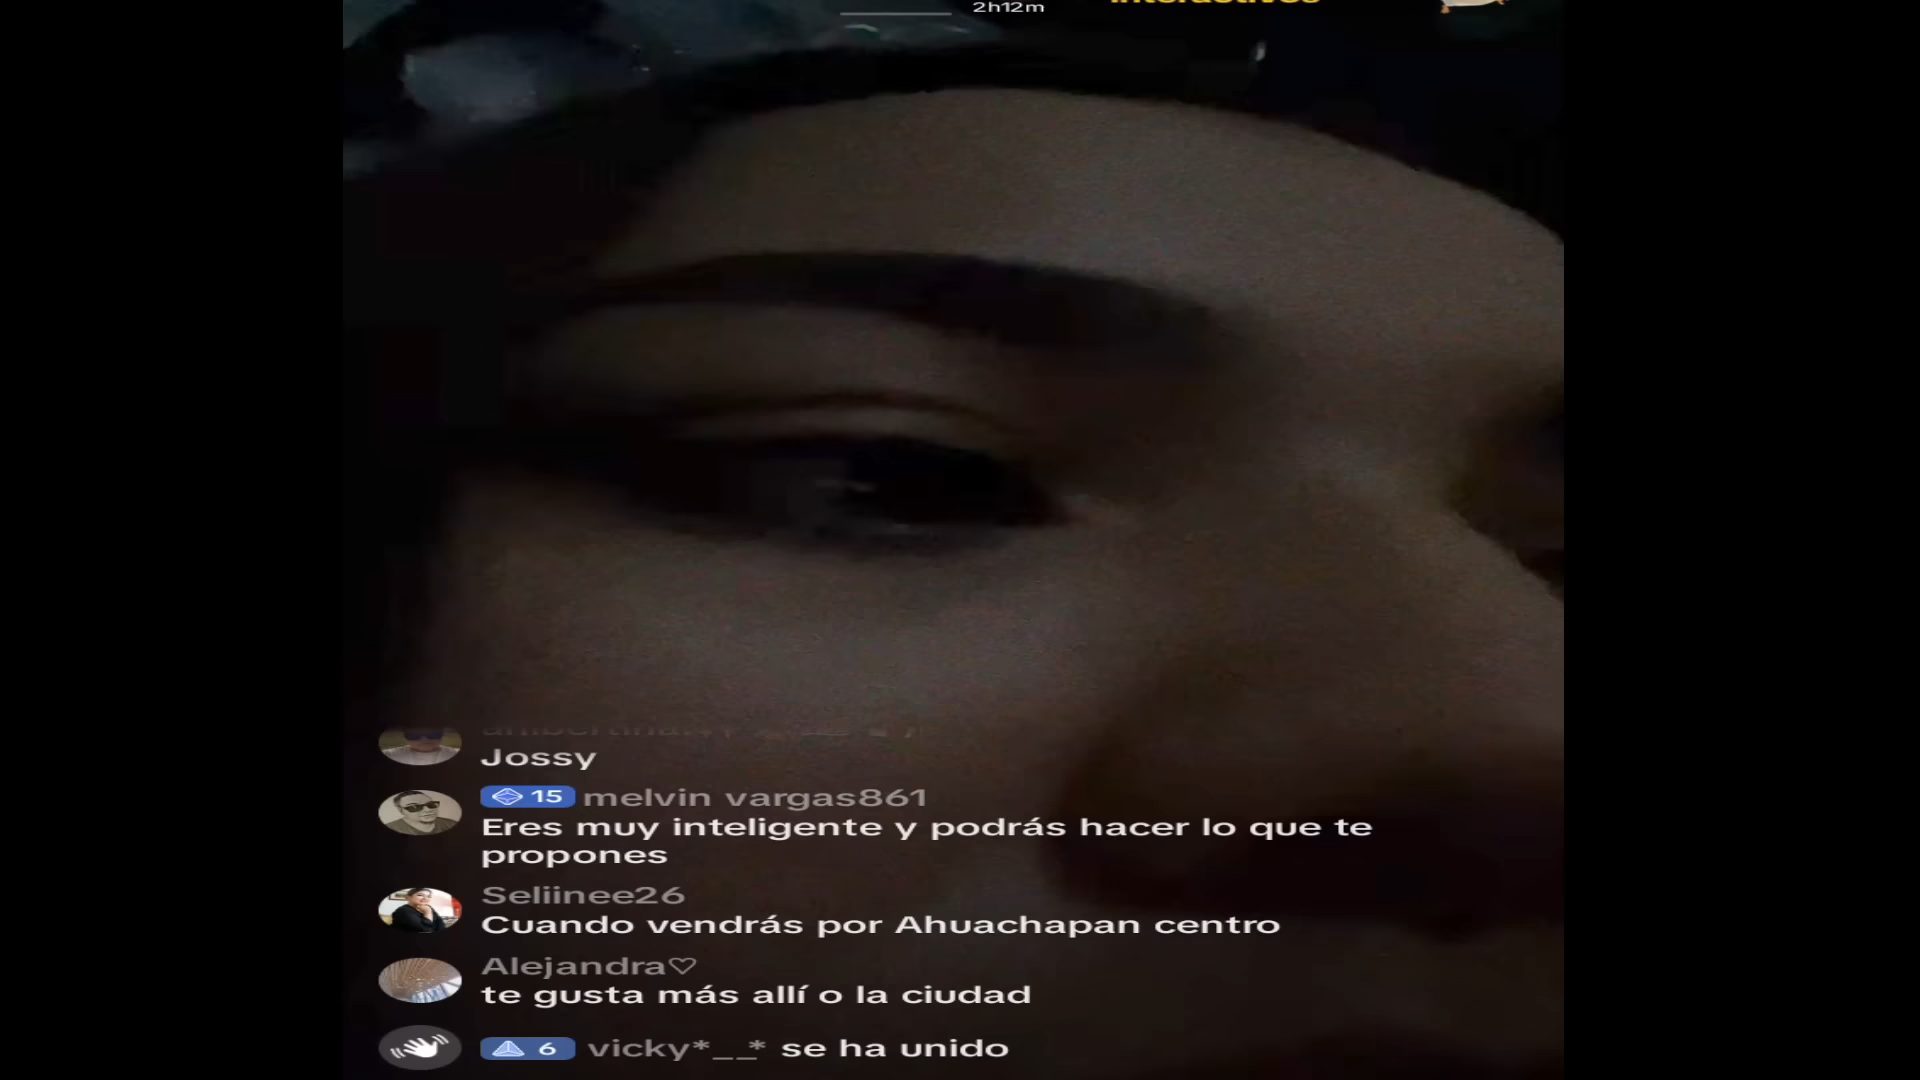 2h12m
interactives
Jossy
15 melvin vargas861
Eres muy inteligente y podrás hacer lo que te
propones
Seliinee26
Cuando vendrás por Ahuachapan centro
Alejandra♡
te gusta más allí o la ciudad
6 vicky*__* se ha unido